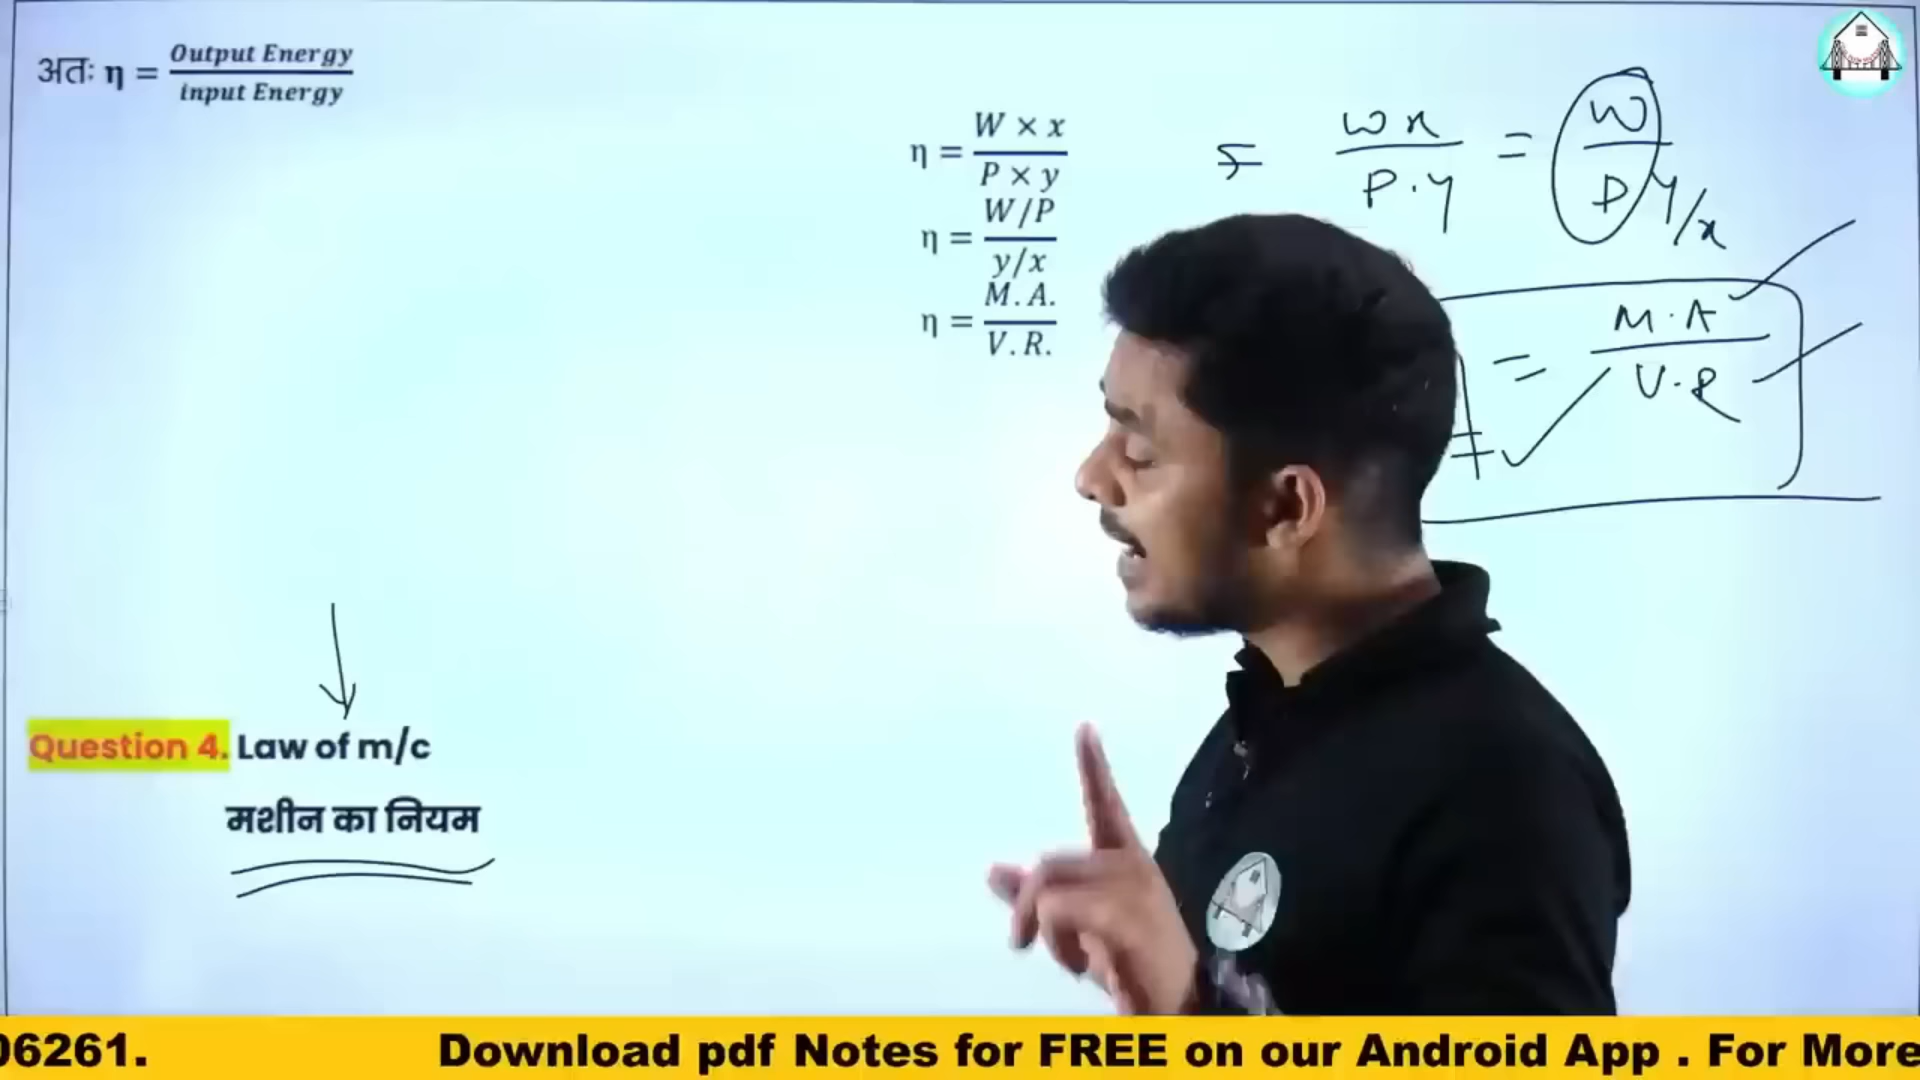 अतः η = Output Energy / input Energy
η = W × x / P × y
η = W/P / y/x
η = M.A. / V.R.
= Wx / P.y = W/P / y/x
= M.A / V.R
Question 4. Law of m/c
मशीन का नियम
06261. Download pdf Notes for FREE on our Android App . For More